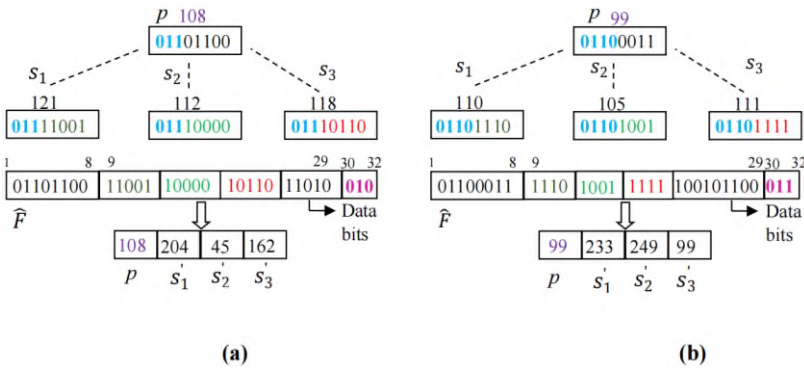 p 108
01101100
s1 s2 s3
121 112 118
01111001 01110000 01110110
1 8 9 29 30 32
01101100 11001 10000 10110 11010 010
F̂ Data bits
108 204 45 162
p s'1 s'2 s'3
(a)
p 99
01100011
s1 s2 s3
110 105 111
01101110 01101001 01101111
1 8 9 29 30 32
01100011 1110 1001 1111 100101100 011
F̂ Data bits
99 233 249 99
p s'1 s'2 s'3
(b)